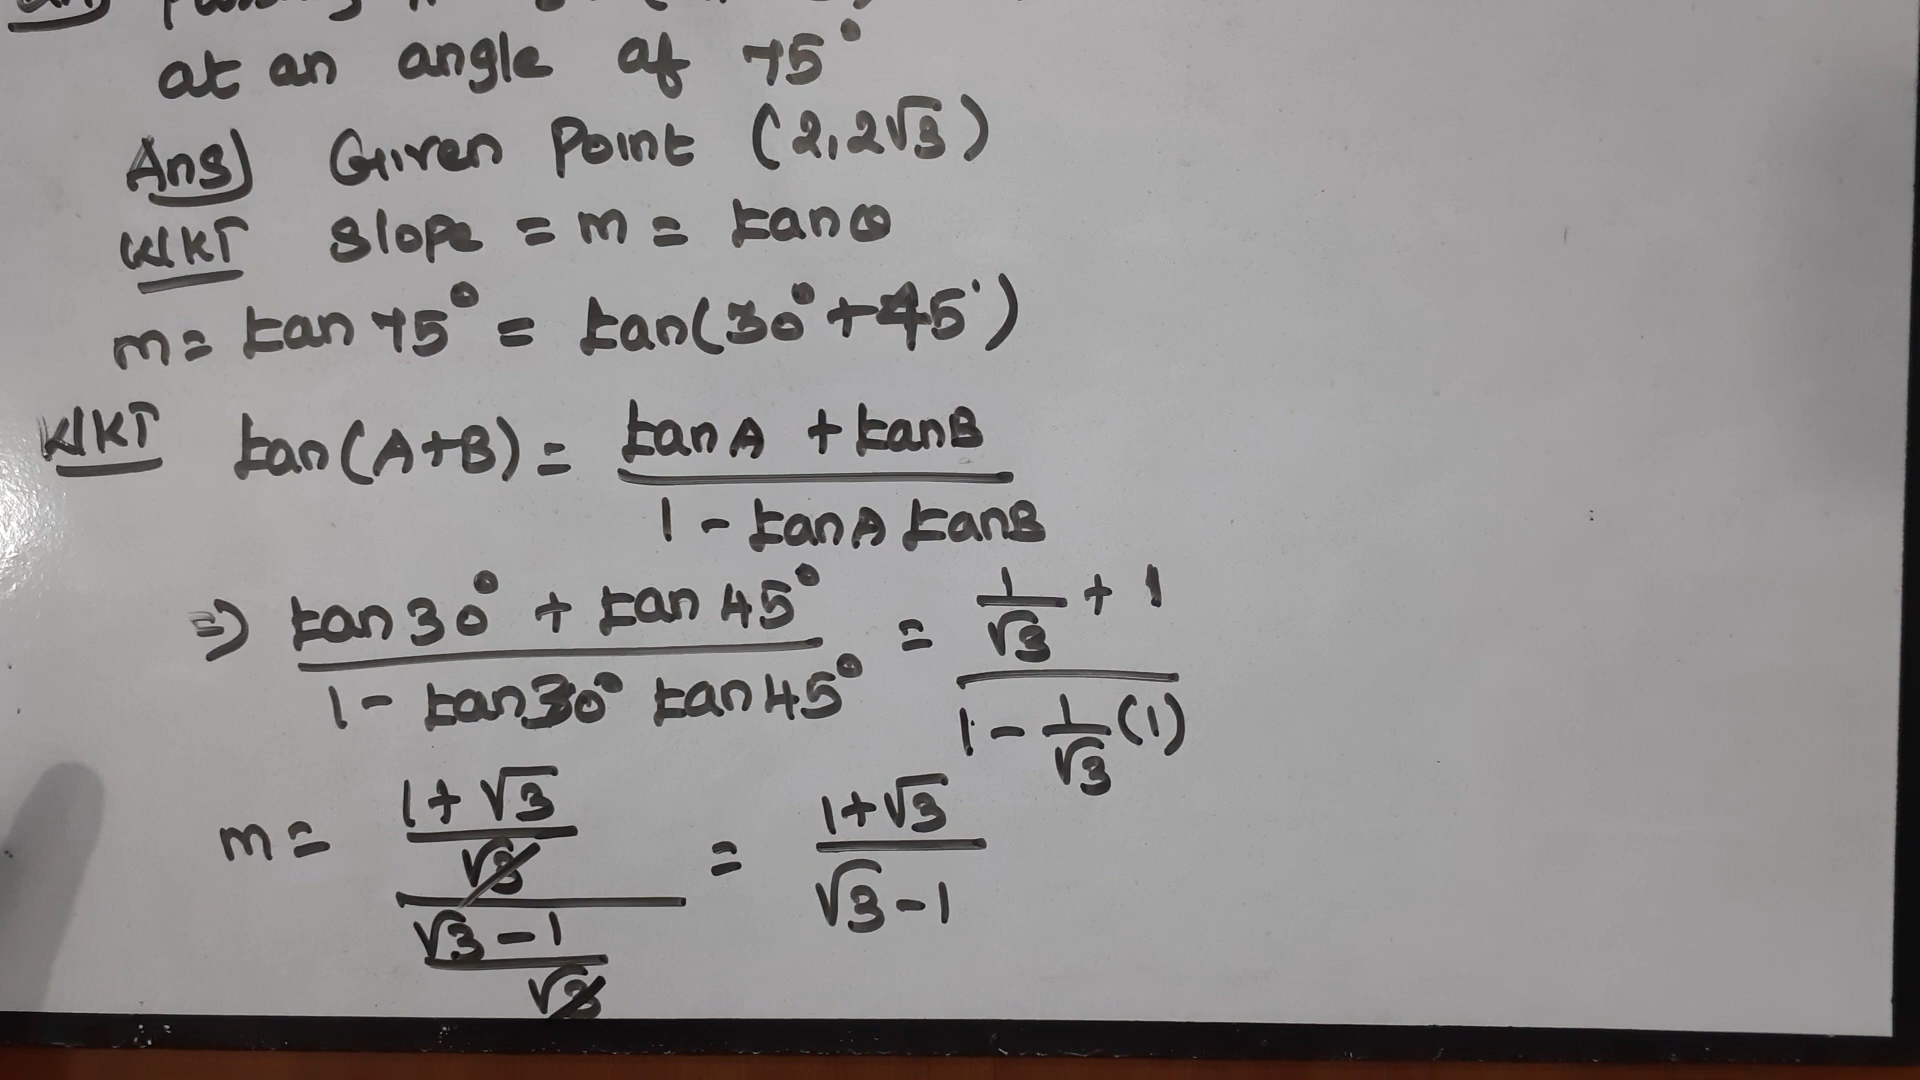 at an angle of 75°
Ans) Given Point (2,2√3)
WKT Slope = m = tanθ
m = tan 75° = tan(30°+45°)
WKT tan(A+B) = (tanA + tanB) / (1 - tanA tanB)
⇒ (tan30° + tan45°) / (1 - tan30° tan45°) = (1/√3 + 1) / (1 - 1/√3 (1))
m = ((1+√3)/√3) / ((√3-1)/√3) = (1+√3) / (√3-1)